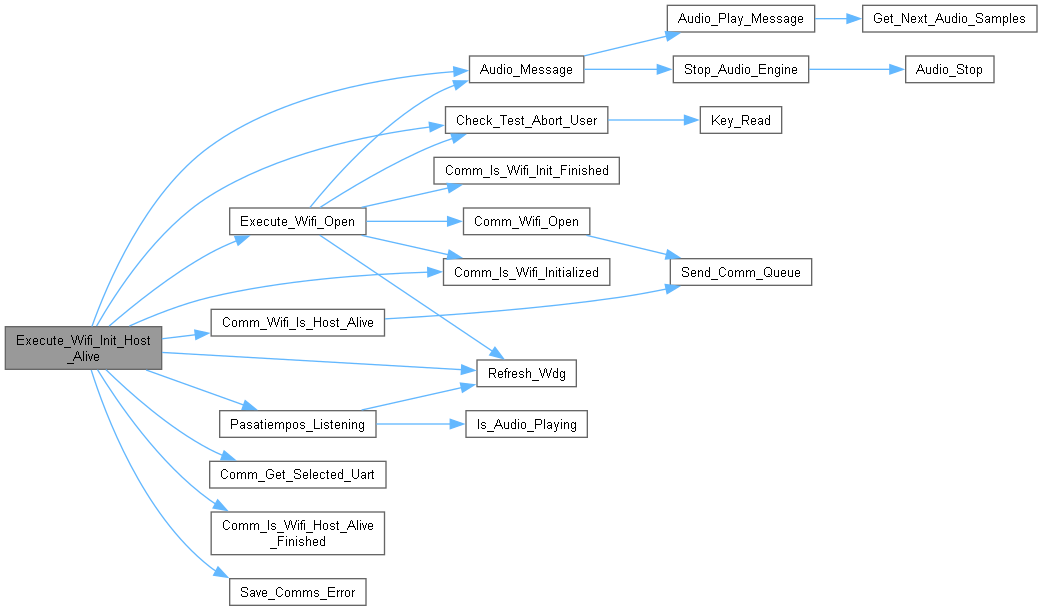 Audio_Play_Message
Get_Next_Audio_Samples
Audio_Message
Stop_Audio_Engine
Audio_Stop
Check_Test_Abort_User
Key_Read
Comm_Is_Wifi_Init_Finished
Execute_Wifi_Open
Comm_Wifi_Open
Comm_Is_Wifi_Initialized
Send_Comm_Queue
Comm_Wifi_Is_Host_Alive
Execute_Wifi_Init_Host
_Alive
Refresh_Wdg
Pasatiempos_Listening
Is_Audio_Playing
Comm_Get_Selected_Uart
Comm_Is_Wifi_Host_Alive
_Finished
Save_Comms_Error